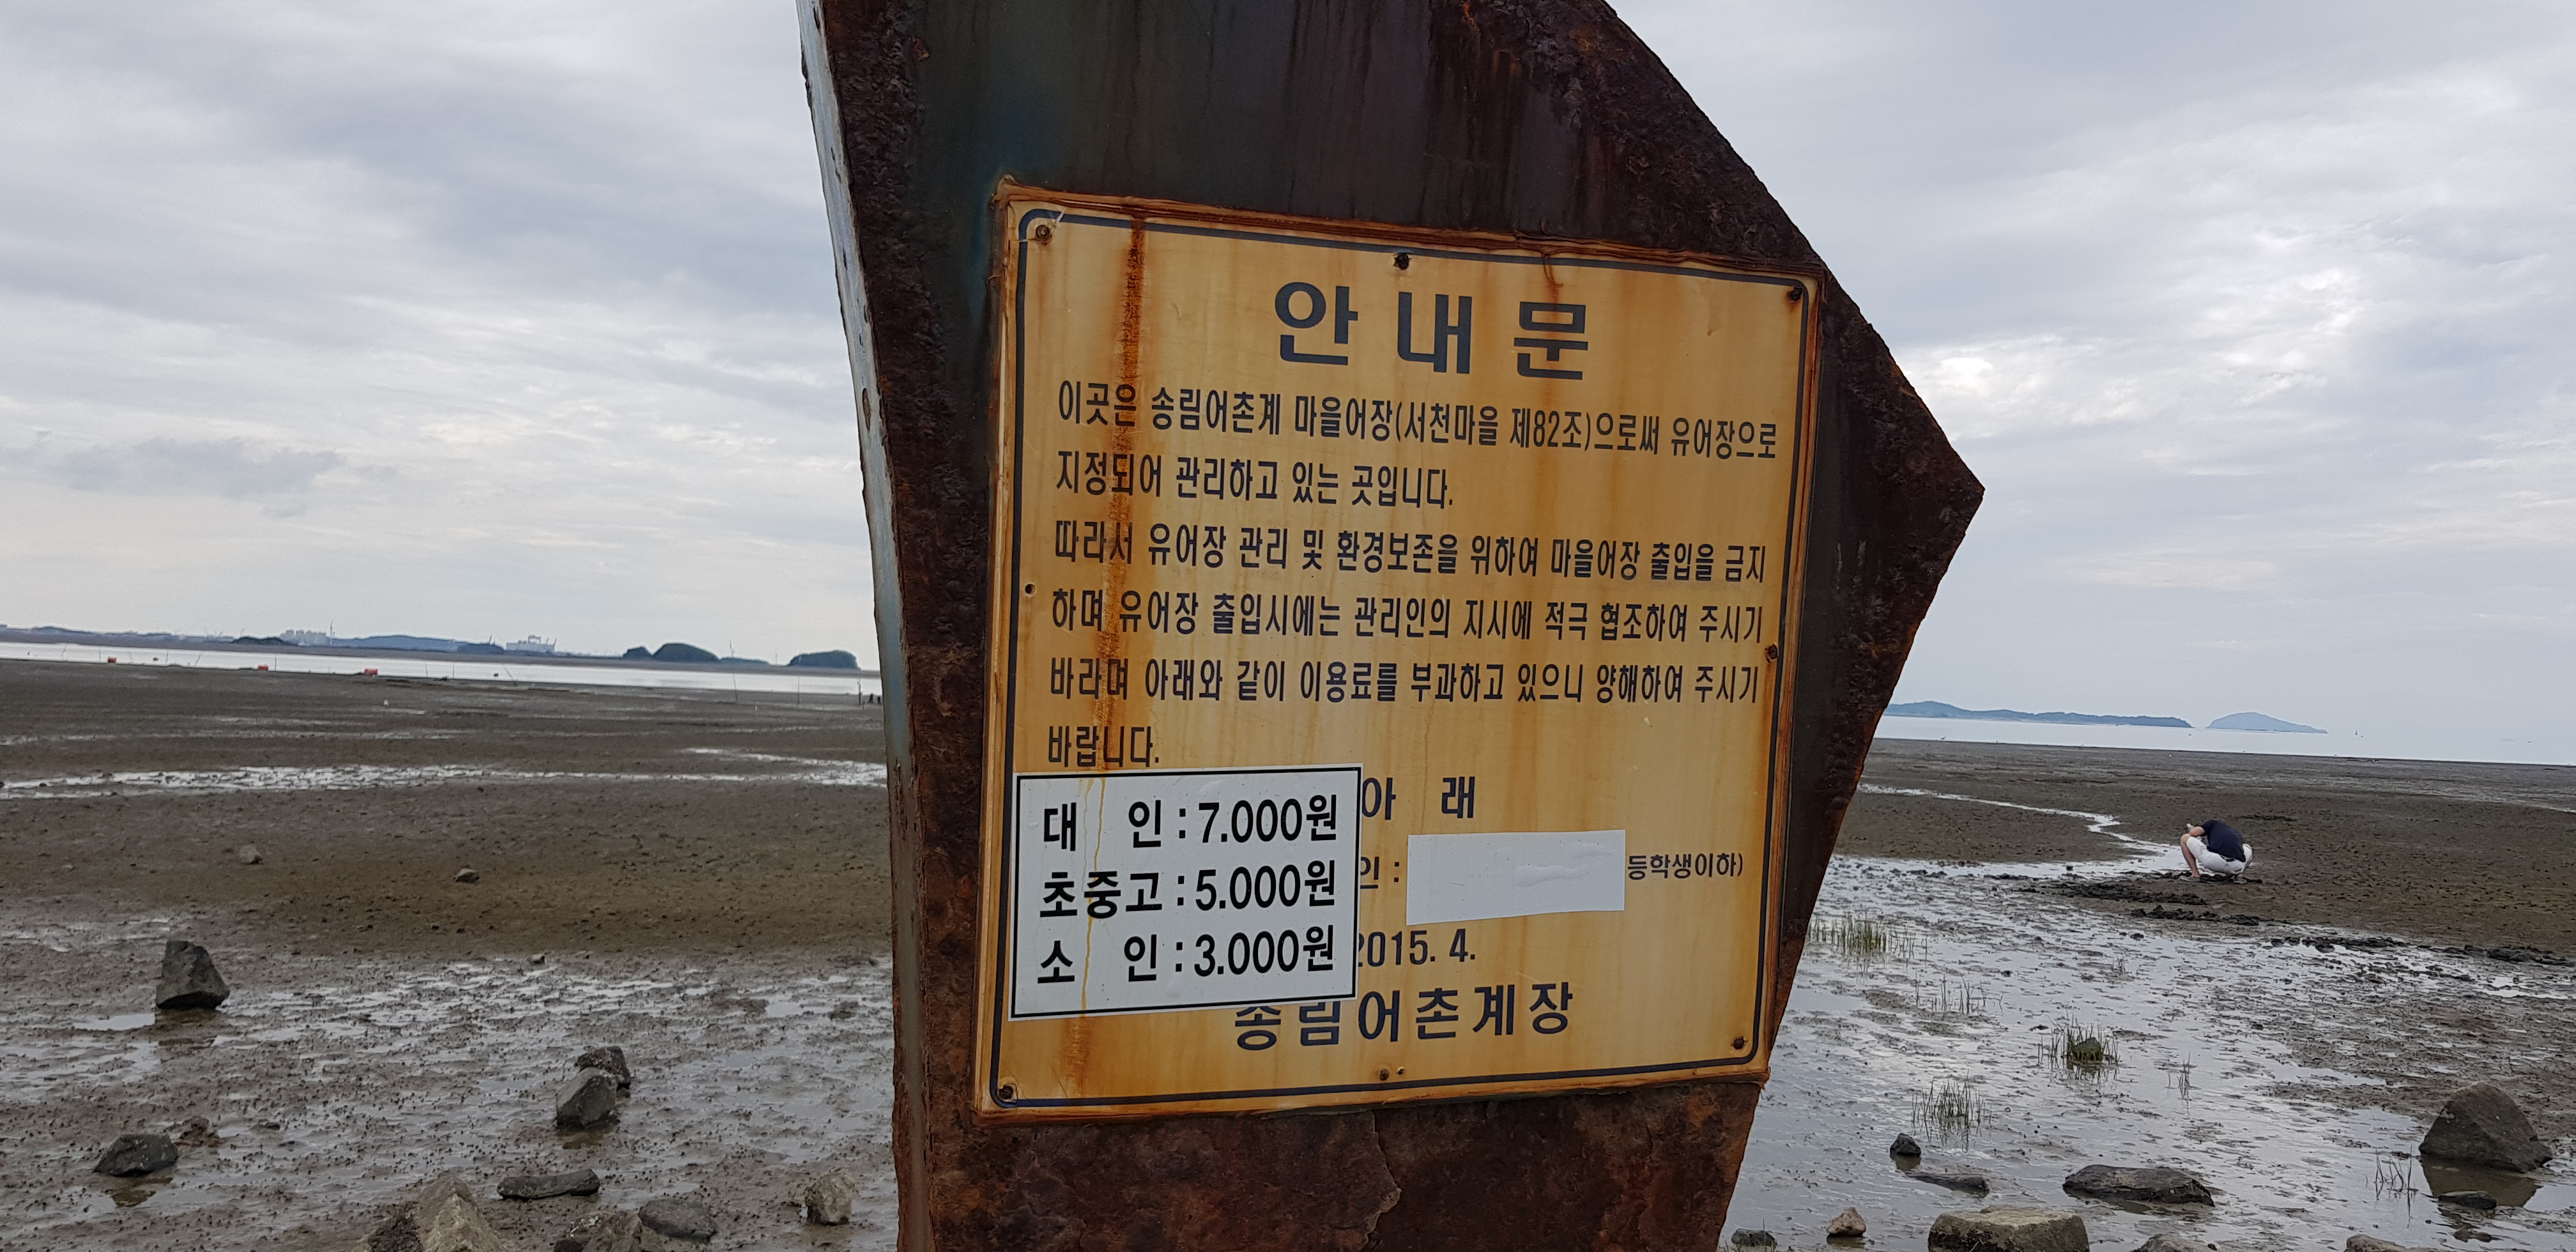 안내문
이곳은 송림어촌계 마을어장(서천마을 제82조)으로써 유어장으로
지정되어 관리하고 있는 곳입니다.
따라서 유어장 관리 및 환경보존을 위하여 마을어장 출입을 금지
하며 유어장 출입시에는 관리인의 지시에 적극 협조하여 주시기
바라며 아래와 같이 이용료를 부과하고 있으니 양해하여 주시기
바랍니다.
아 래
대 인 : 7.000원
초중고 : 5.000원
소 인 : 3.000원
인 : 등학생이하)
2015. 4.
송림어촌계장